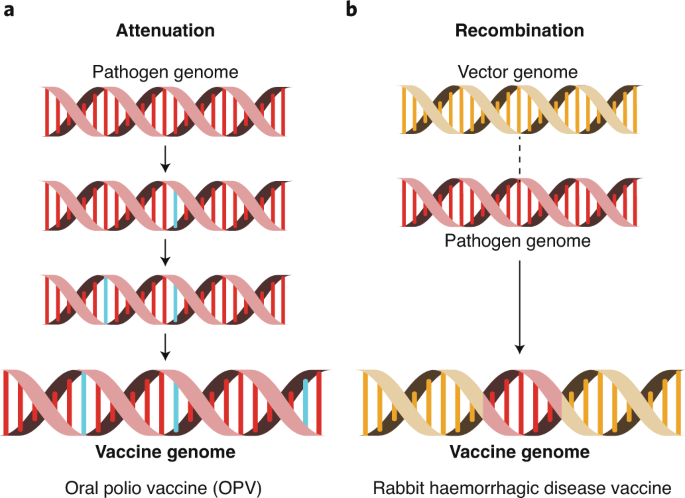 a
Attenuation
Pathogen genome
Vaccine genome
Oral polio vaccine (OPV)
b
Recombination
Vector genome
Pathogen genome
Vaccine genome
Rabbit haemorrhagic disease vaccine